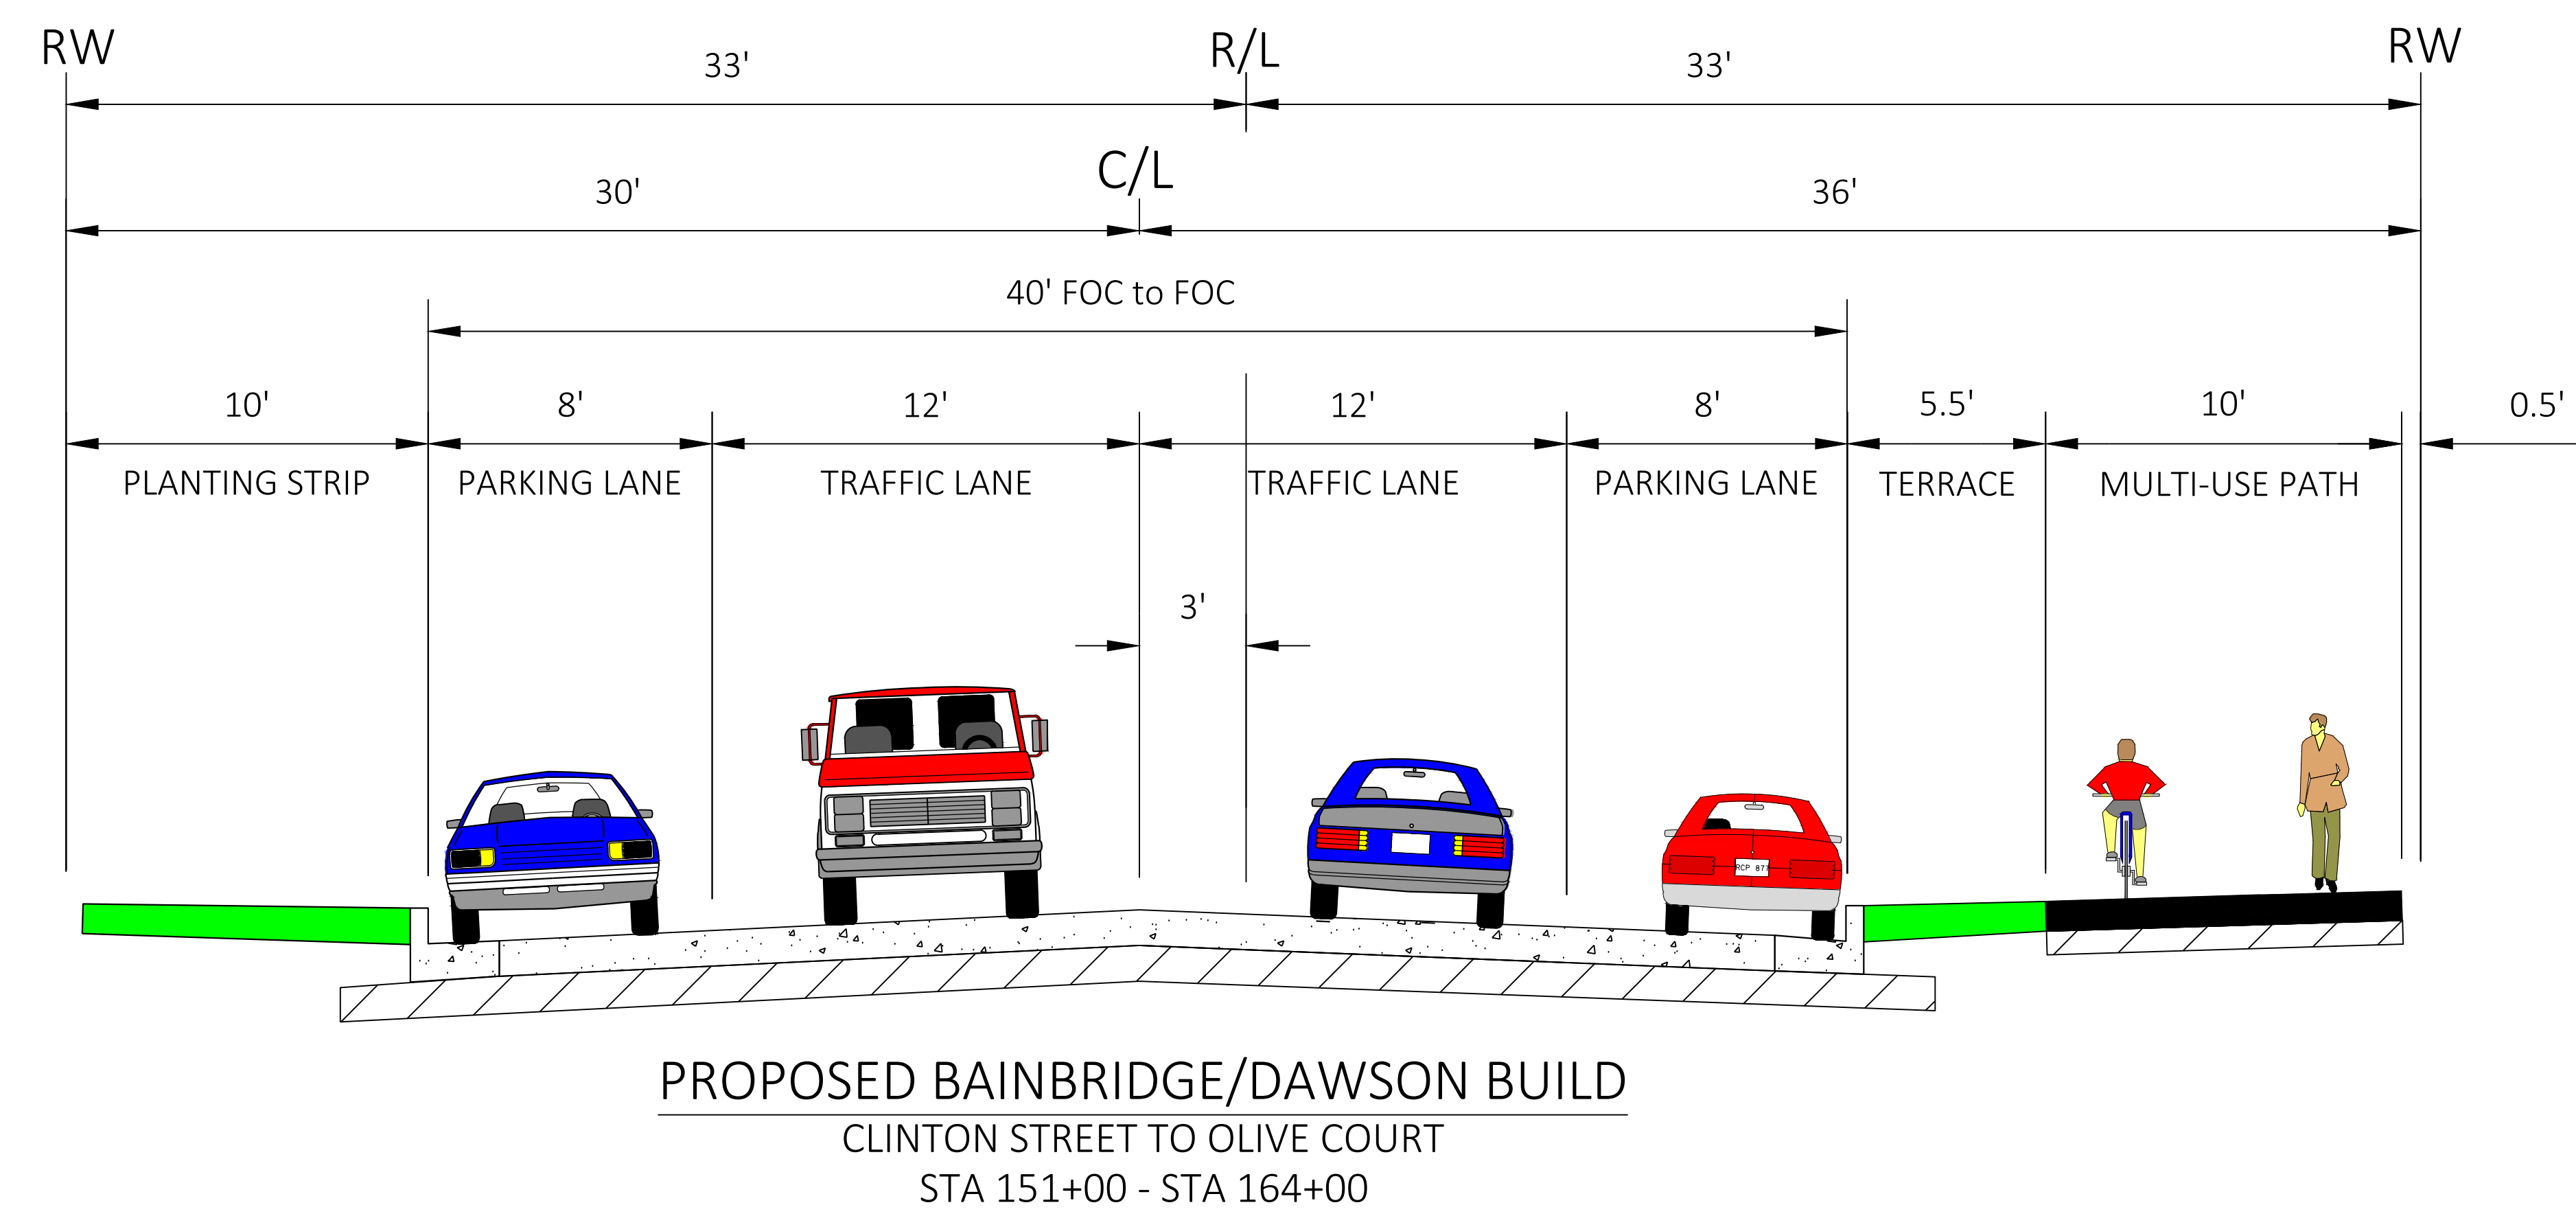 RW R/L RW
33' 33'
C/L
30' 36'
40' FOC to FOC
10' 8' 12' 12' 8' 5.5' 10' 0.5'
PLANTING STRIP PARKING LANE TRAFFIC LANE TRAFFIC LANE PARKING LANE TERRACE MULTI-USE PATH
3'
RCP 877
PROPOSED BAINBRIDGE/DAWSON BUILD
CLINTON STREET TO OLIVE COURT
STA 151+00 - STA 164+00